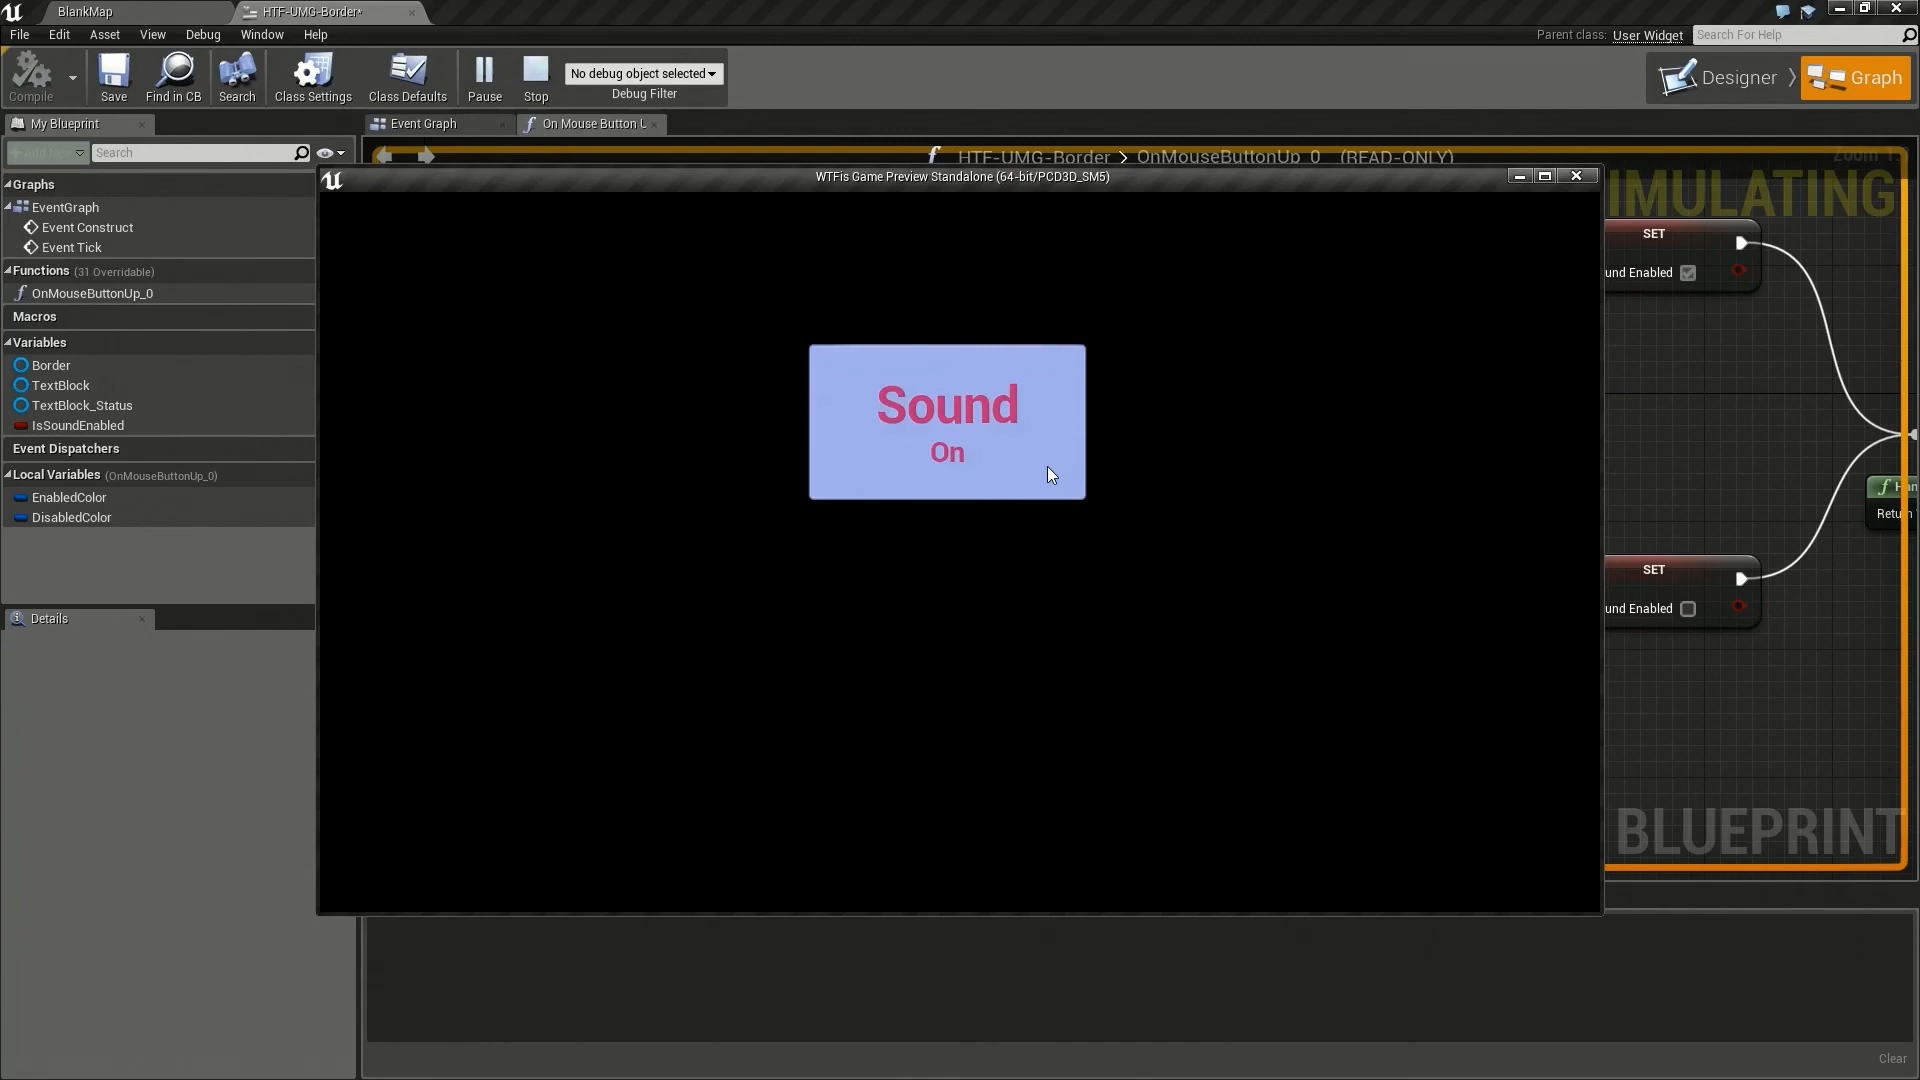 BlankMap
HTF-UMG-Border*
File Edit Asset View Debug Window Help
Parent class: User Widget
Search For Help
Compile Save Find in CB Search Class Settings Class Defaults Pause Stop
No debug object selected
Debug Filter
Designer Graph
My Blueprint
Event Graph
On Mouse Button U
Search
HTF-UMG-Border > OnMouseButtonUp_0 (READ-ONLY)
WTFis Game Preview Standalone (64-bit/PCD3D_SM5)
IMULATING
Graphs
EventGraph
Event Construct
Event Tick
Functions (31 Overridable)
OnMouseButtonUp_0
Macros
Variables
Border
TextBlock
TextBlock_Status
IsSoundEnabled
Event Dispatchers
Local Variables (OnMouseButtonUp_0)
EnabledColor
DisabledColor
Details
Sound
On
SET
und Enabled
Han
Return
SET
und Enabled
BLUEPRINT
Clear